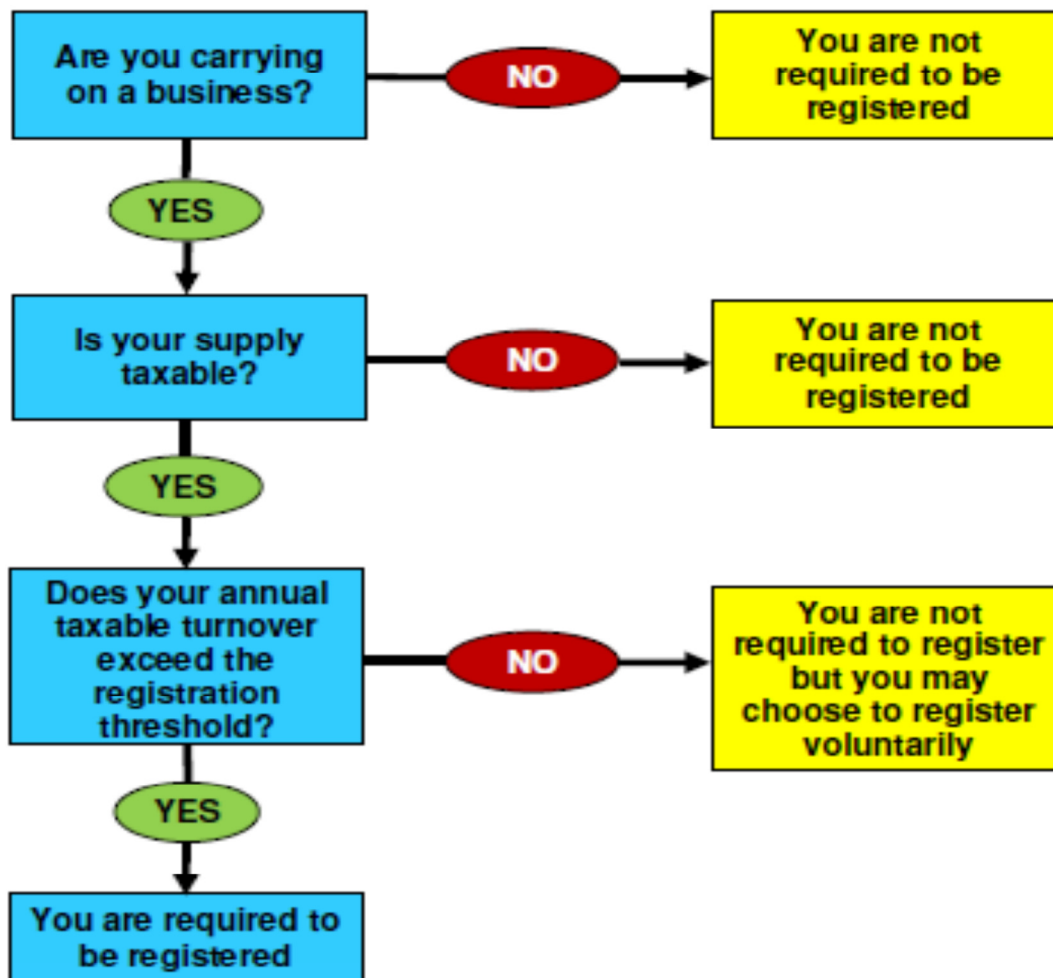 Are you carrying
on a business?
NO
You are not
required to be
registered
YES
Is your supply
taxable?
NO
You are not
required to be
registered
YES
Does your annual
taxable turnover
exceed the
registration
threshold?
NO
You are not
required to register
but you may
choose to register
voluntarily
YES
You are required to
be registered